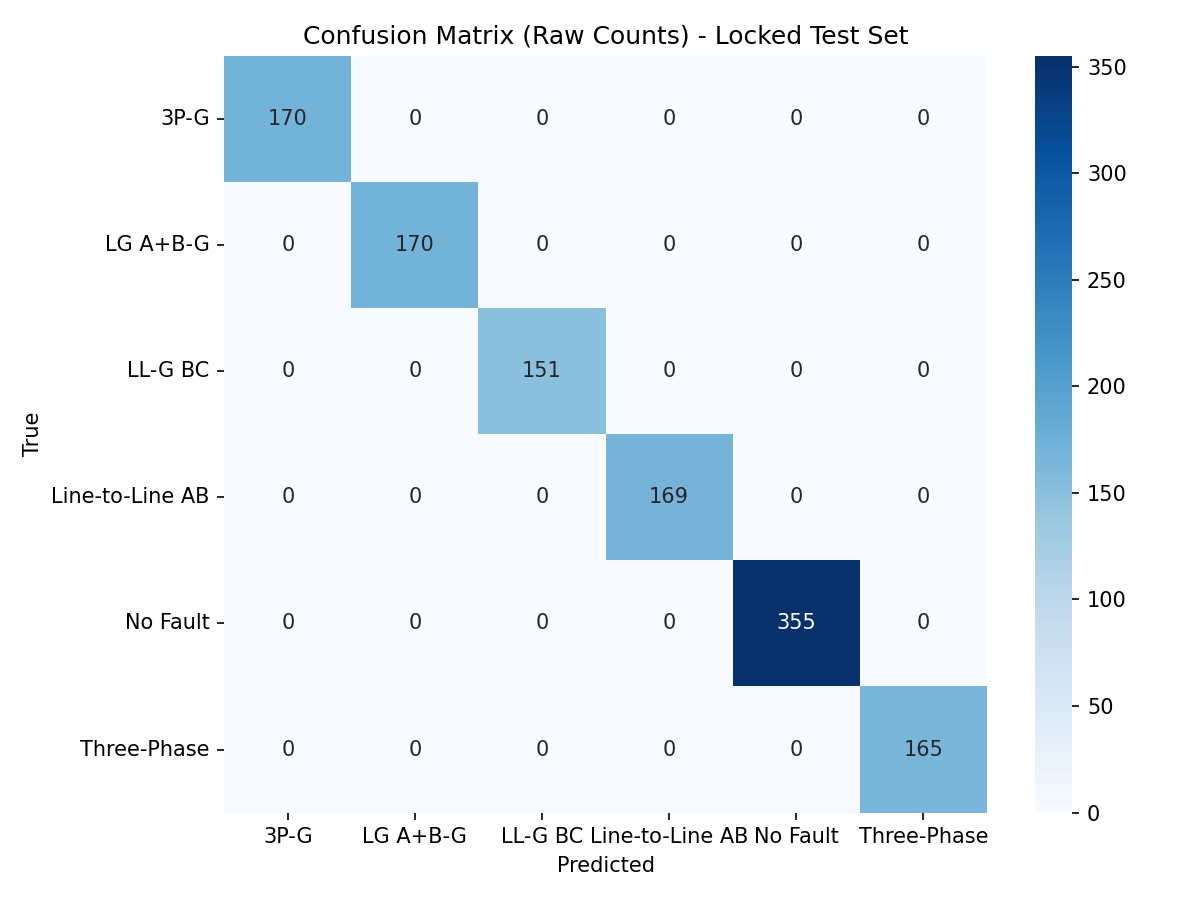 Confusion Matrix (Raw Counts) - Locked Test Set
3P-G 170 0 0 0 0 0
LG A+B-G 0 170 0 0 0 0
LL-G BC 0 0 151 0 0 0
Line-to-Line AB 0 0 0 169 0 0
No Fault 0 0 0 0 355 0
Three-Phase 0 0 0 0 0 165
3P-G LG A+B-G LL-G BC Line-to-Line AB No Fault Three-Phase
Predicted
True
350
300
250
200
150
100
50
0